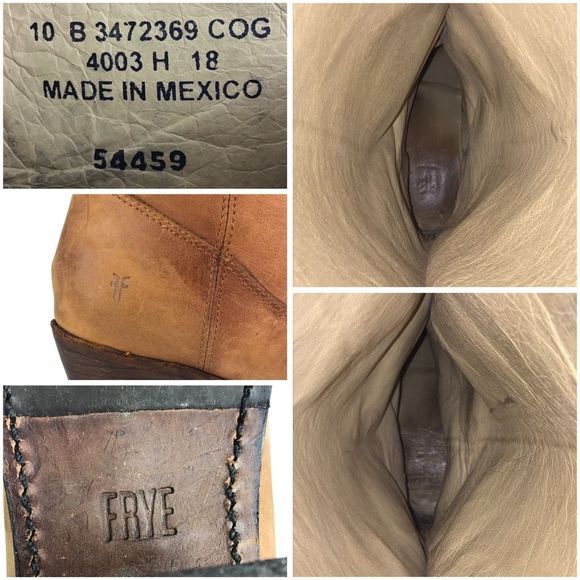 10 B 3472369 COG
4003 H 18
MADE IN MEXICO
54459
FRYE